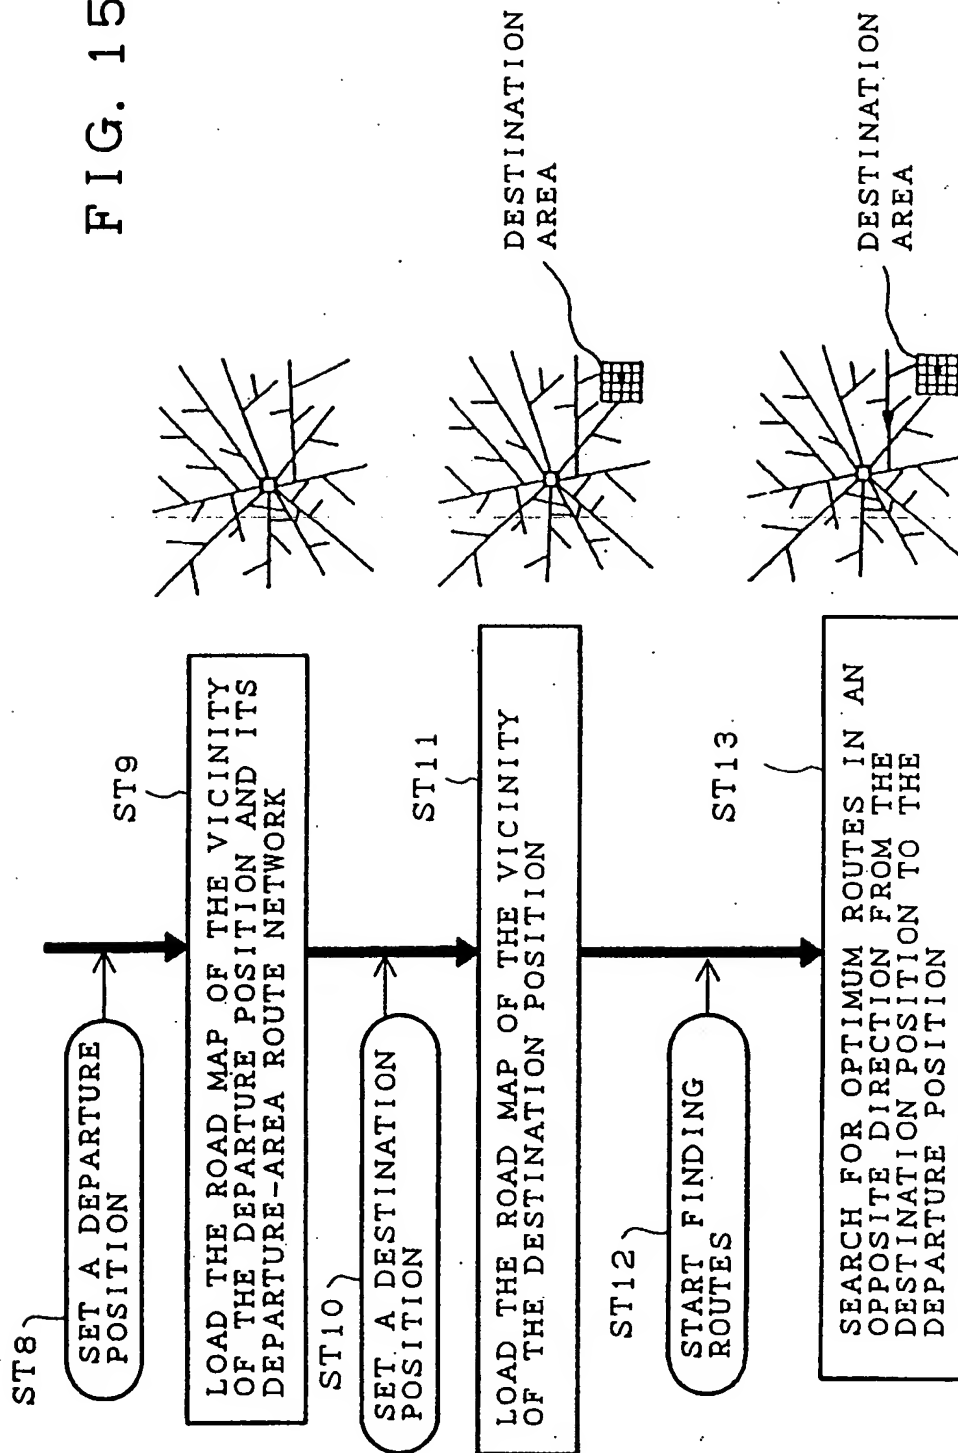 FIG. 15
ST8
SET A DEPARTURE
POSITION
ST9
LOAD THE ROAD MAP OF THE VICINITY
OF THE DEPARTURE POSITION AND ITS
DEPARTURE-AREA ROUTE NETWORK
ST10
SET A DESTINATION
POSITION
ST11
LOAD THE ROAD MAP OF THE VICINITY
OF THE DESTINATION POSITION
DESTINATION
AREA
ST12
START FINDING
ROUTES
ST13
SEARCH FOR OPTIMUM ROUTES IN AN
OPPOSITE DIRECTION FROM THE
DESTINATION POSITION TO THE
DEPARTURE POSITION
DESTINATION
AREA